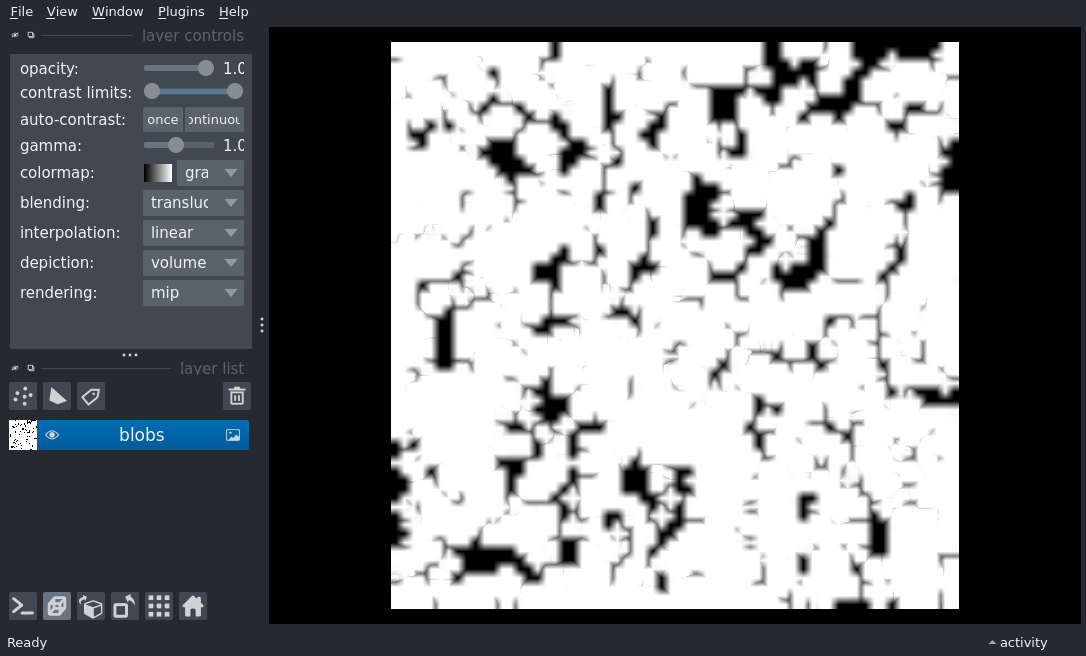 File View Window Plugins Help
layer controls
opacity: 1.0
contrast limits:
auto-contrast: once ontinuou
gamma: 1.0
colormap: gra
blending: transluc
interpolation: linear
depiction: volume
rendering: mip
layer list
blobs
Ready activity